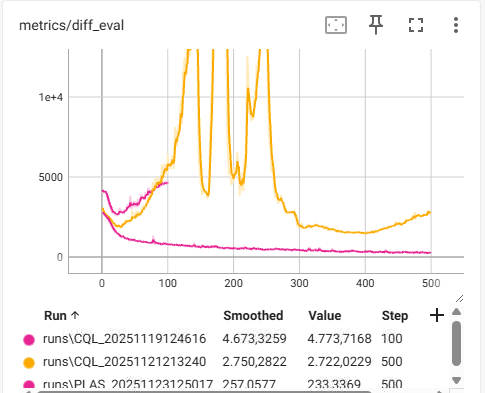 metrics/diff_eval
1e+4
5000
0
0 100 200 300 400 500
Run ↑ Smoothed Value Step
runs\CQL_20251119124616 4.673,3259 4.773,7168 100
runs\CQL_20251121213240 2.750,2822 2.722,0229 500
runs\PLAS_20251123125017 257,0577 233,3369 500